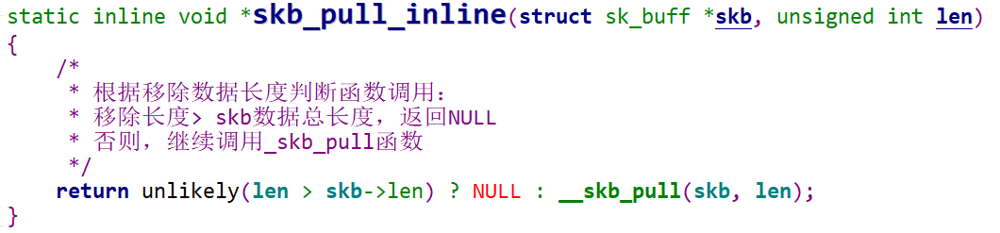 static inline void *skb_pull_inline(struct sk_buff *skb, unsigned int len)
{
    /*
     * 根据移除数据长度判断函数调用：
     * 移除长度> skb数据总长度，返回NULL
     * 否则，继续调用_skb_pull函数
     */
    return unlikely(len > skb->len) ? NULL : __skb_pull(skb, len);
}